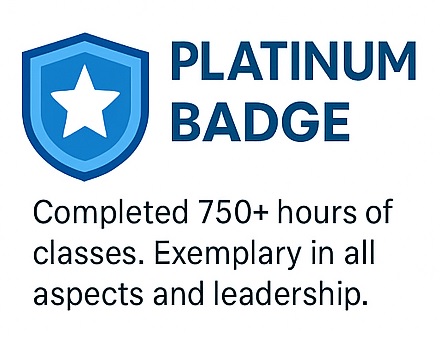 PLATINUM
BADGE
Completed 750+ hours of
classes. Exemplary in all
aspects and leadership.